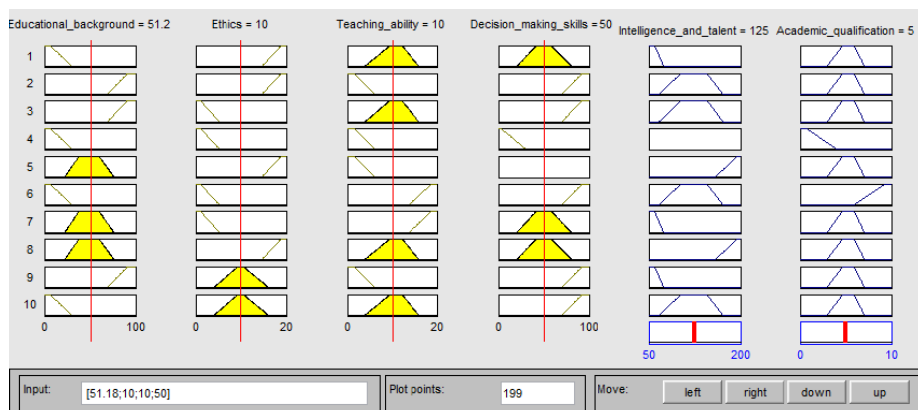 Educational_background = 51.2 Ethics = 10 Teaching_ability = 10 Decision_making_skills = 50 Intelligence_and_talent = 125 Academic_qualification = 5
1
2
3
4
5
6
7
8
9
10
0 100 0 20 0 20 0 100
50 200 0 10
Input: [51.18;10;10;50] Plot points: 199 Move: left right down up